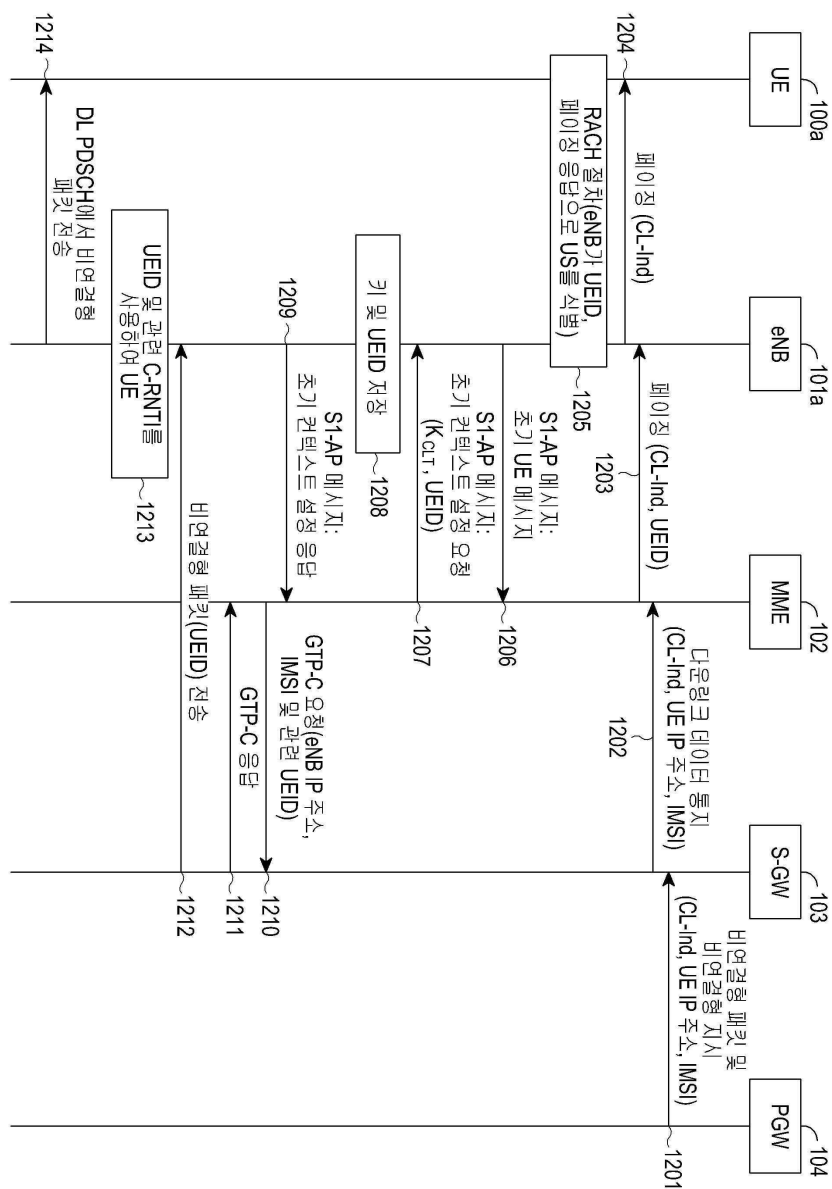 UE
100a
eNB
101a
MME
102
S-GW
103
PGW
104
비연결형 패킷 및
비연결형 지시
(CL-Ind, UE IP 주소, IMSI)
1201
다운링크 데이터 통지
(CL-Ind, UE IP 주소, IMSI)
1202
페이징 (CL-Ind, UEID)
1203
페이징 (CL-Ind)
1204
RACH 절차(eNB가 UEID,
페이징 응답으로 US를 식별)
1205
S1-AP 메시지:
초기 UE 메시지
1206
S1-AP 메시지:
초기 컨텍스트 설정 요청
(KCLT, UEID)
1207
키 및 UEID 저장
1208
S1-AP 메시지:
초기 컨텍스트 설정 응답
1209
GTP-C 요청(eNB IP 주소,
IMSI 및 관련 UEID)
1210
GTP-C 응답
1211
비연결형 패킷(UEID) 전송
1212
UEID 및 관련 C-RNTI를
사용하여 UE
1213
DL PDSCH에서 비연결형
패킷 전송
1214